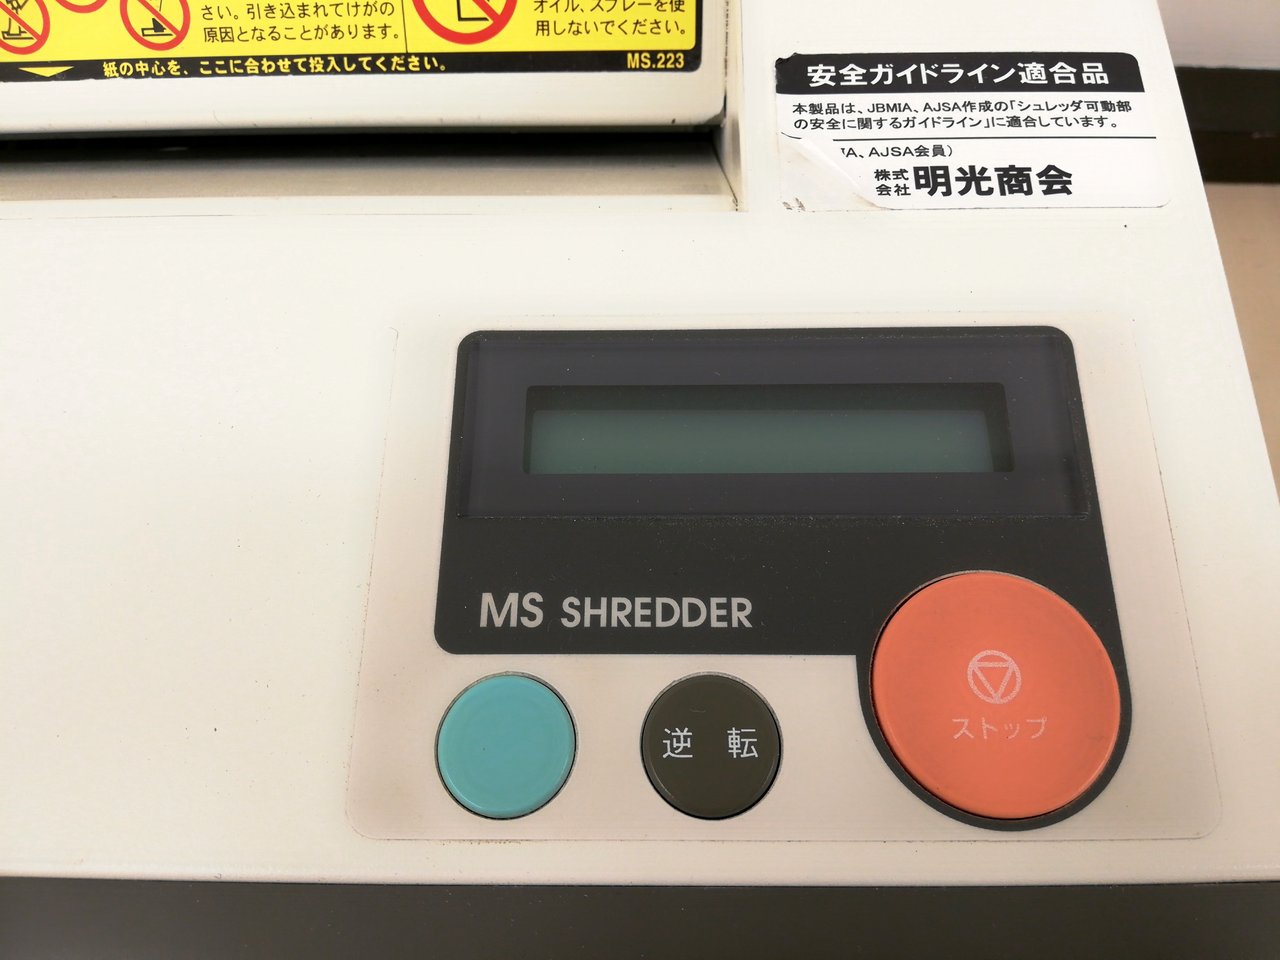 さい。引き込まれてけがの
原因となることがあります。
オイル、スプレーを使
用しないでください。
紙の中心を、ここに合わせて投入してください。
MS.223
安全ガイドライン適合品
本製品は、JBMIA、AJSA作成の「シュレッダ可動部
の安全に関するガイドライン」に適合しています。
IA、AJSA会員）
株式会社 明光商会
MS SHREDDER
逆 転
ストップ